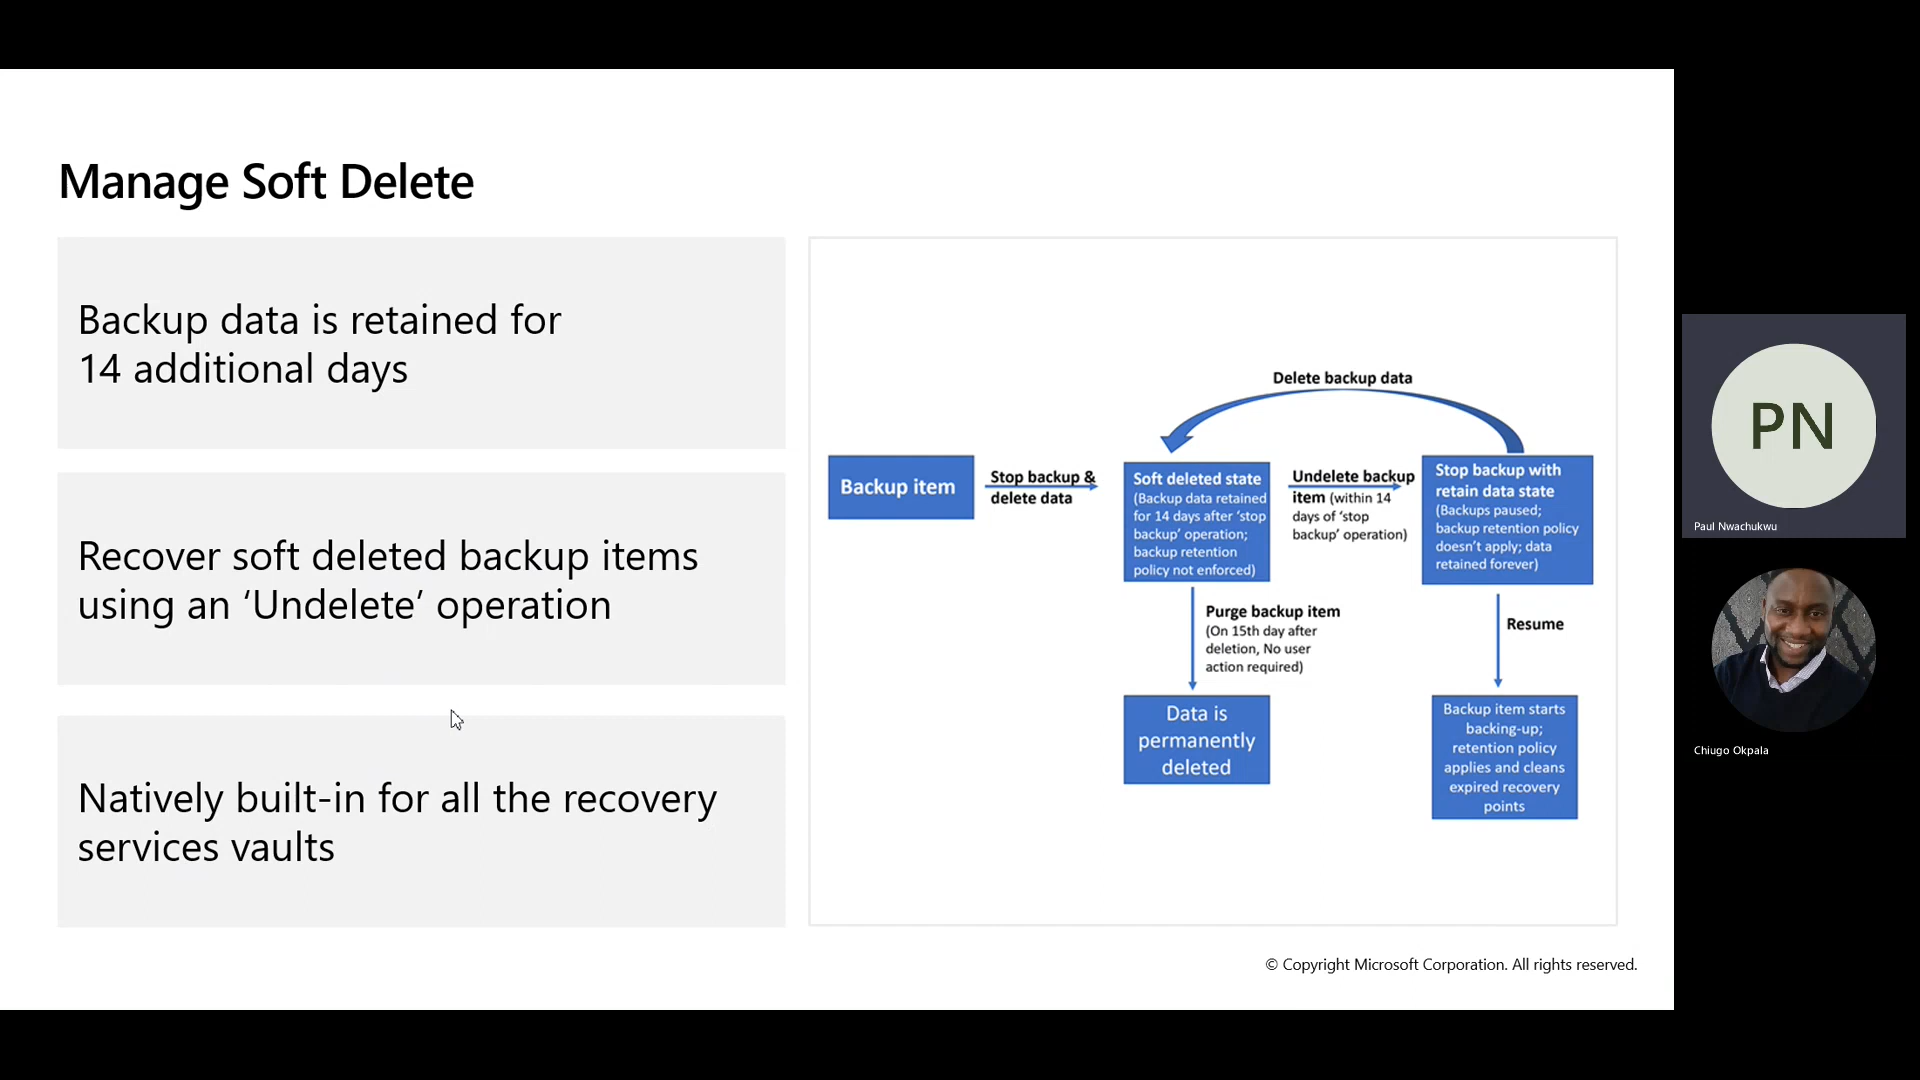 Manage Soft Delete
Backup data is retained for
14 additional days
Recover soft deleted backup items
using an ‘Undelete’ operation
Natively built-in for all the recovery
services vaults
Delete backup data
Backup item
Stop backup &
delete data
Soft deleted state
(Backup data retained
for 14 days after ‘stop
backup’ operation;
backup retention
policy not enforced)
Undelete backup
item (within 14
days of ‘stop
backup’ operation)
Stop backup with
retain data state
(Backups paused;
backup retention policy
doesn’t apply; data
retained forever)
Purge backup item
(On 15th day after
deletion, No user
action required)
Resume
Data is
permanently
deleted
Backup item starts
backing-up;
retention policy
applies and cleans
expired recovery
points
© Copyright Microsoft Corporation. All rights reserved.
PN
Paul Nwachukwu
Chiugo Okpala